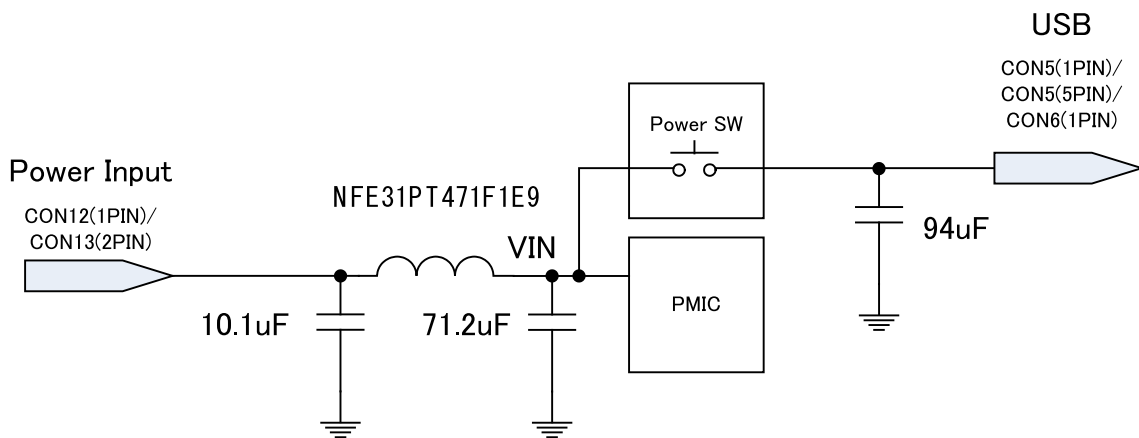 USB
CON5(1PIN)/
CON5(5PIN)/
CON6(1PIN)
Power SW
Power Input
CON12(1PIN)/
CON13(2PIN)
NFE31PT471F1E9
VIN
94uF
PMIC
10.1uF
71.2uF